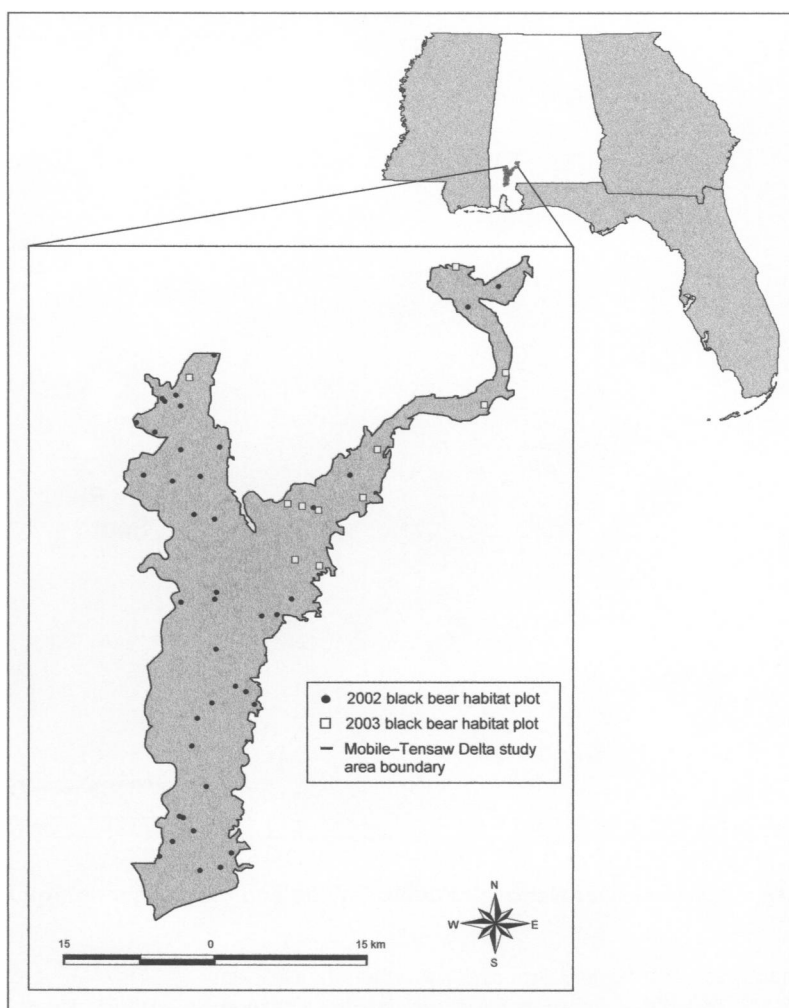 2002 black bear habitat plot
2003 black bear habitat plot
Mobile–Tensaw Delta study
area boundary
N
W E
S
15 0 15 km